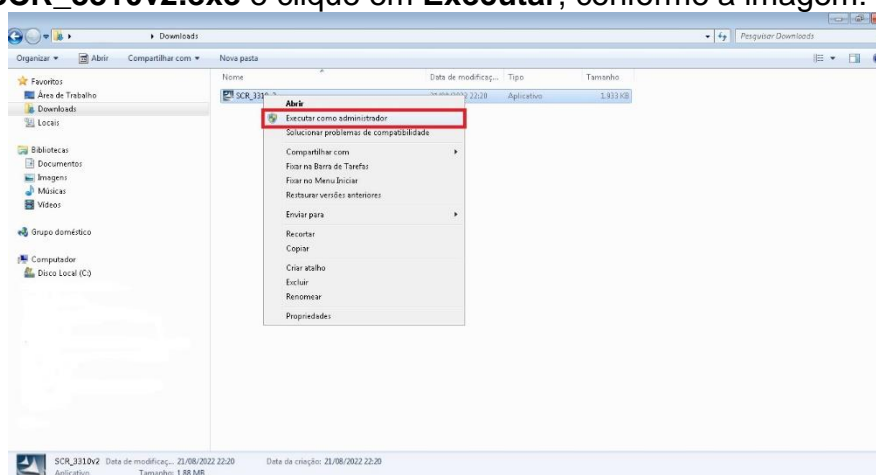 SCR_3310v2.exe e clique em Executar, conforme a imagem:
Downloads
Pesquisar Downloads
Organizar
Abrir
Compartilhar com
Nova pasta
Nome
Data de modificaç...
Tipo
Tamanho
Favoritos
Área de Trabalho
Downloads
Locais
Bibliotecas
Documentos
Imagens
Músicas
Vídeos
Grupo doméstico
Computador
Disco Local (C:)
22:20
Aplicativo
1.933 KB
Abrir
Executar como administrador
Solucionar problemas de compatibilidade
Compartilhar com
Fixar na Barra de Tarefas
Fixar no Menu Iniciar
Restaurar versões anteriores
Enviar para
Recortar
Copiar
Criar atalho
Excluir
Renomear
Propriedades
SCR_3310v2 Data de modificaç... 21/08/2022 22:20 Data da criação: 21/08/2022 22:20
Aplicativo Tamanho: 1,88 MB